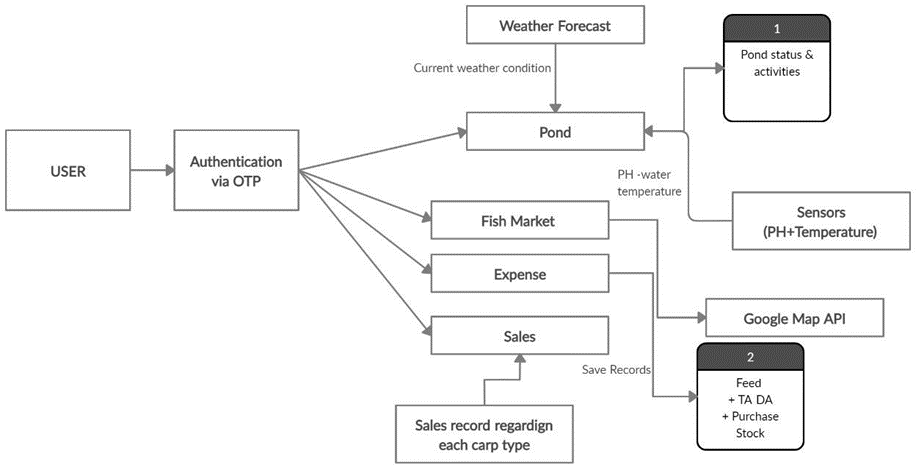 Weather Forecast
Current weather condition
1
Pond status &
activities
Pond
USER
Authentication
via OTP
PH -water
temperature
Sensors
(PH+Temperature)
Fish Market
Expense
Google Map API
Sales
Save Records
2
Feed
+ TA DA
+ Purchase
Stock
Sales record regardign
each carp type